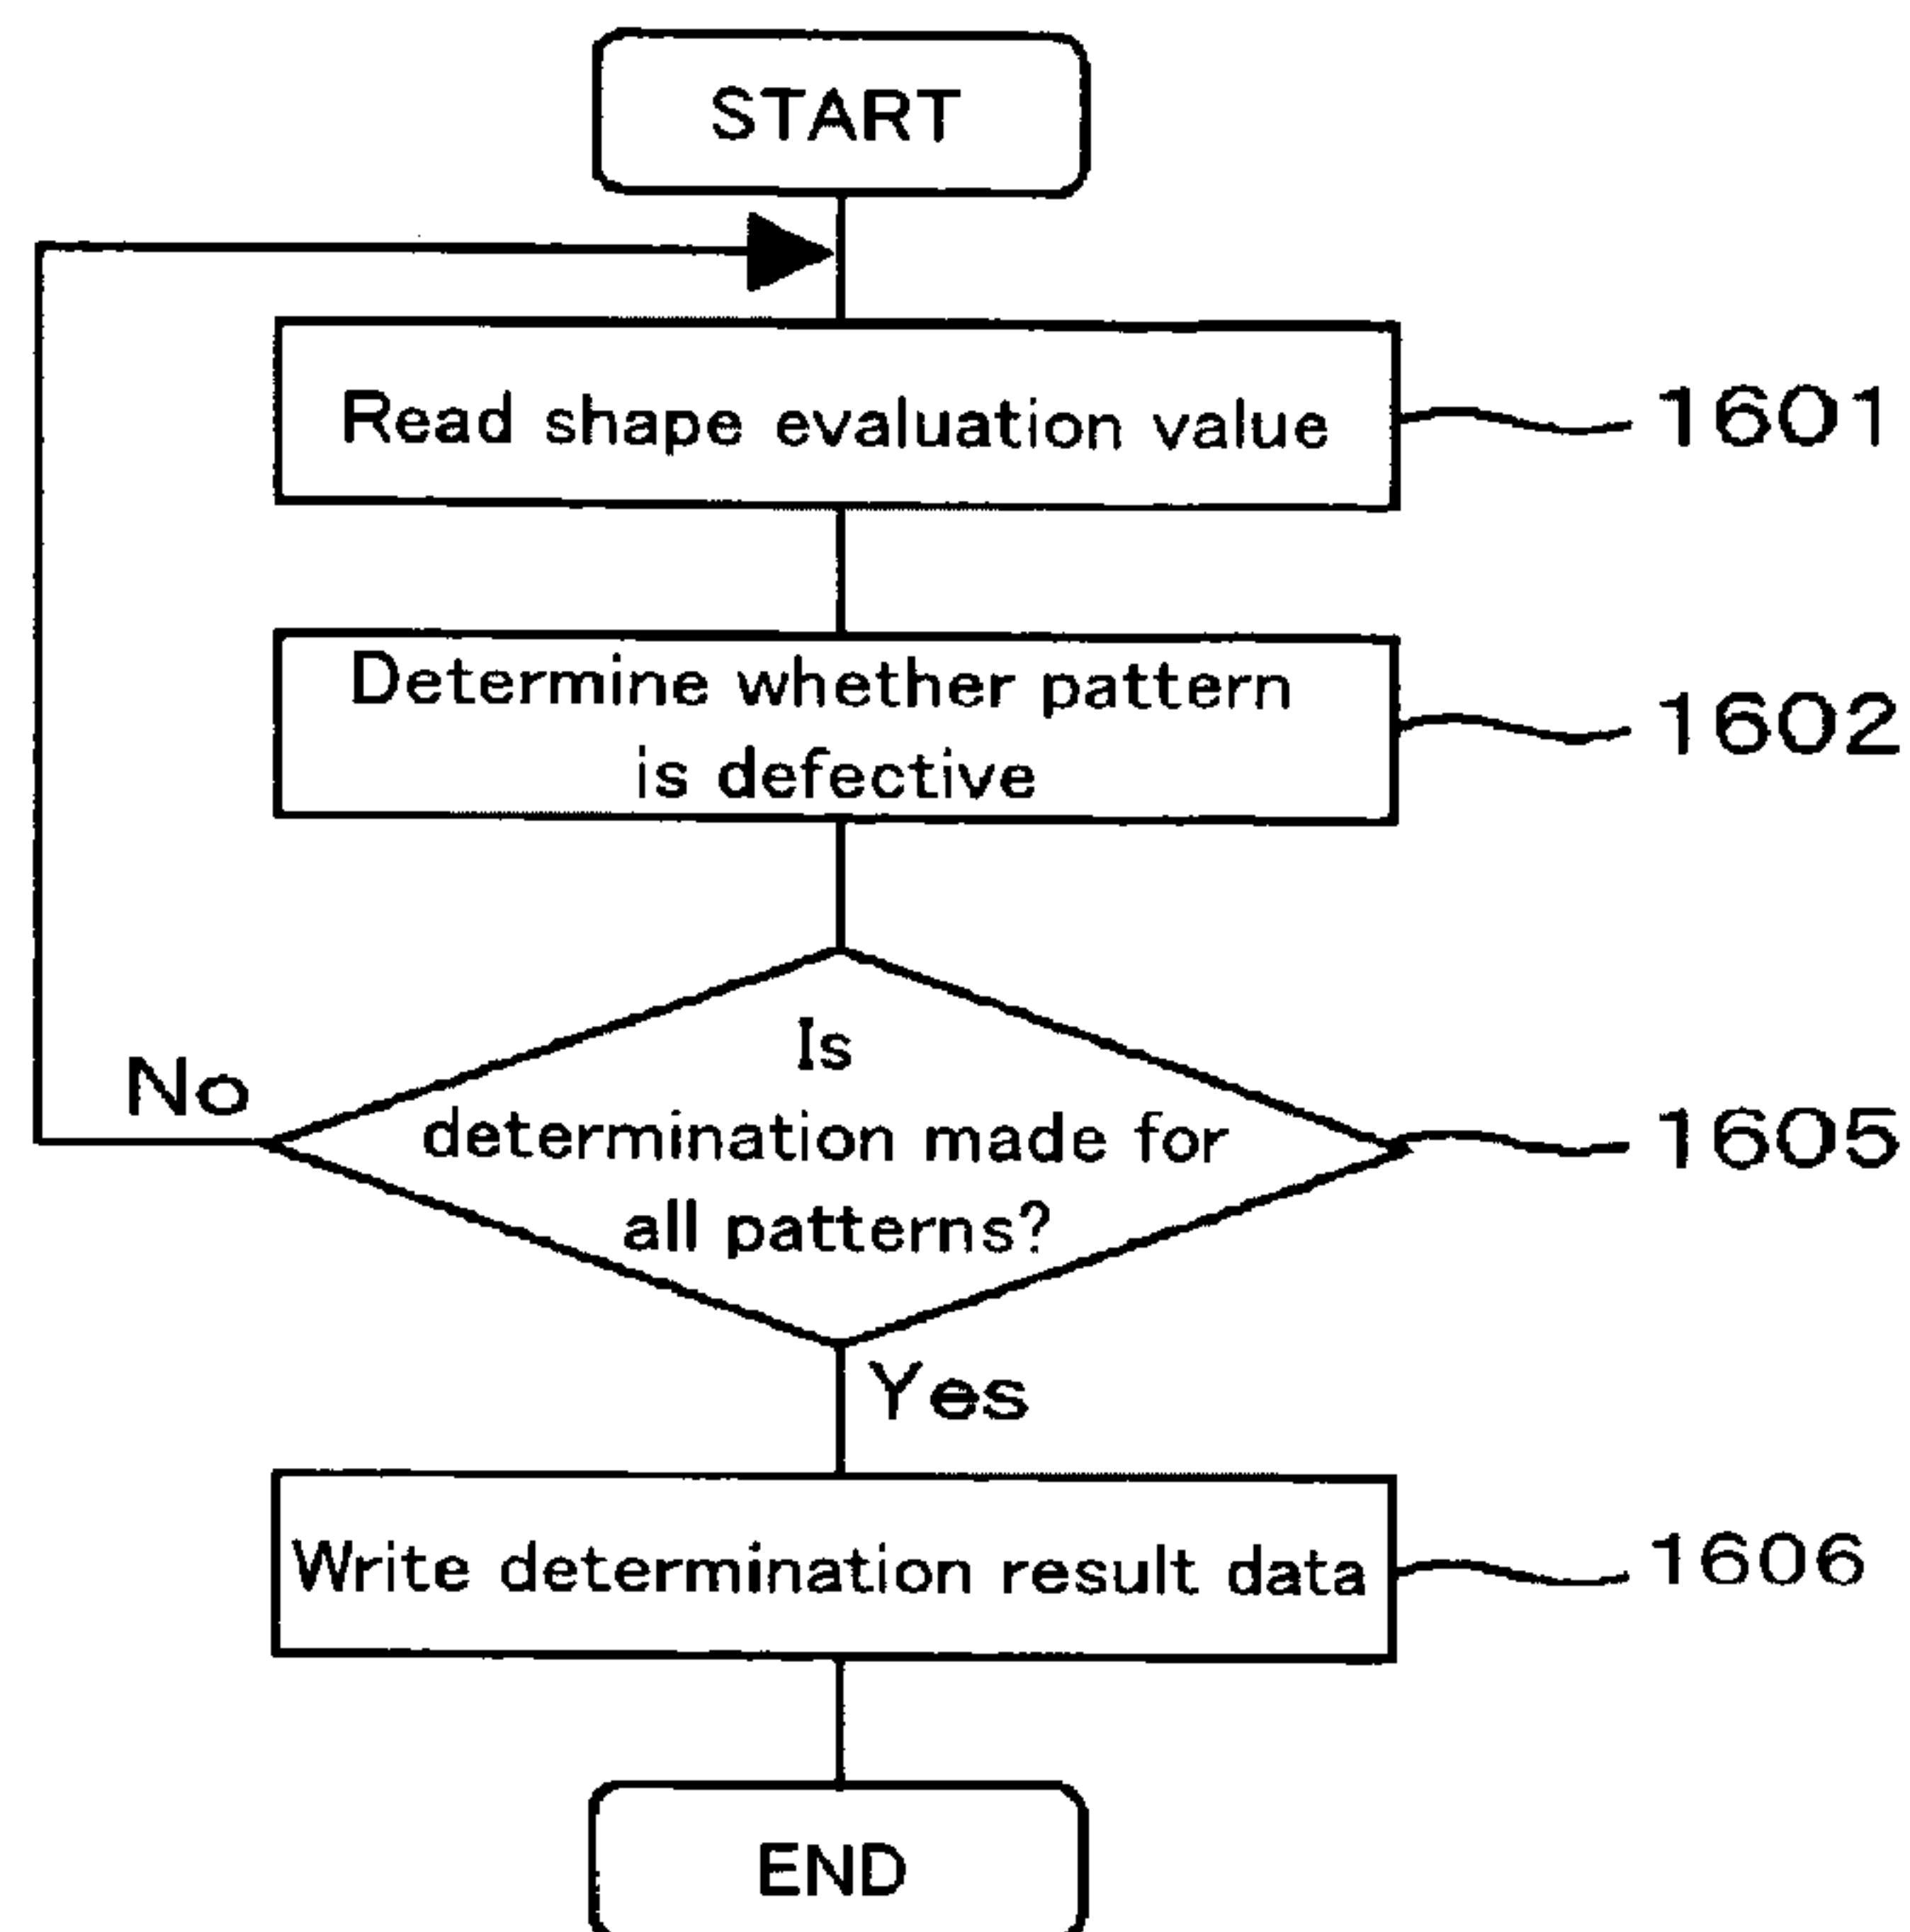 START
Read shape evaluation value
1601
Determine whether pattern
is defective
1602
Is
determination made for
all patterns?
No
1605
Yes
Write determination result data
1606
END